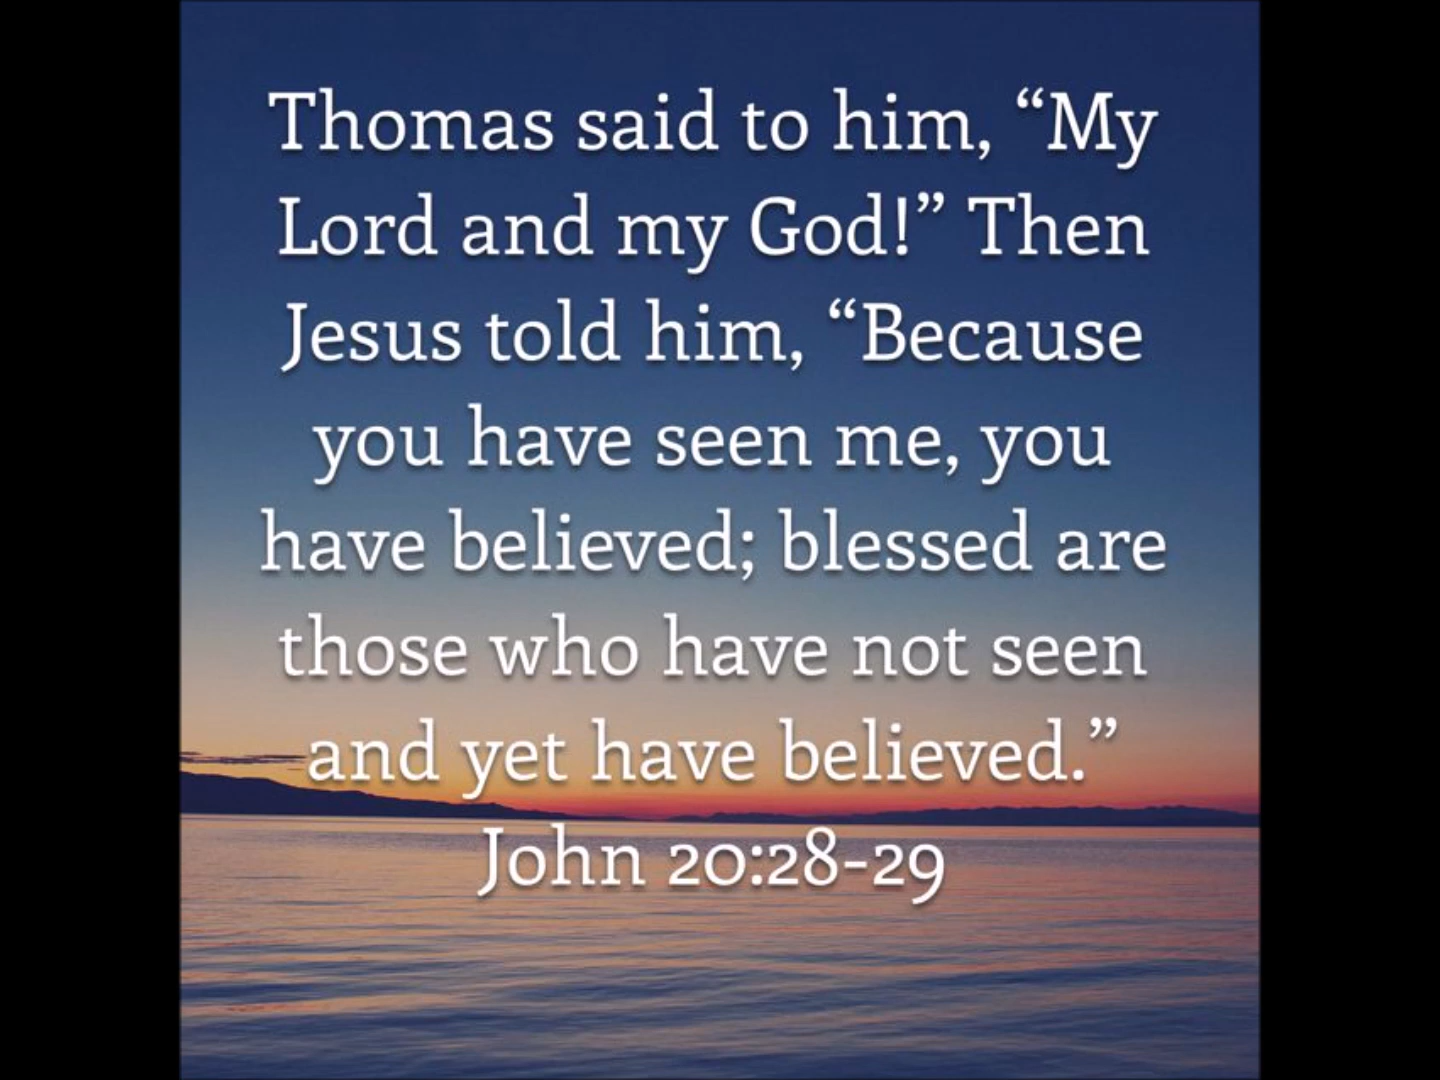 Thomas said to him, “My
Lord and my God!” Then
Jesus told him, “Because
you have seen me, you
have believed; blessed are
those who have not seen
and yet have believed.”
John 20:28-29